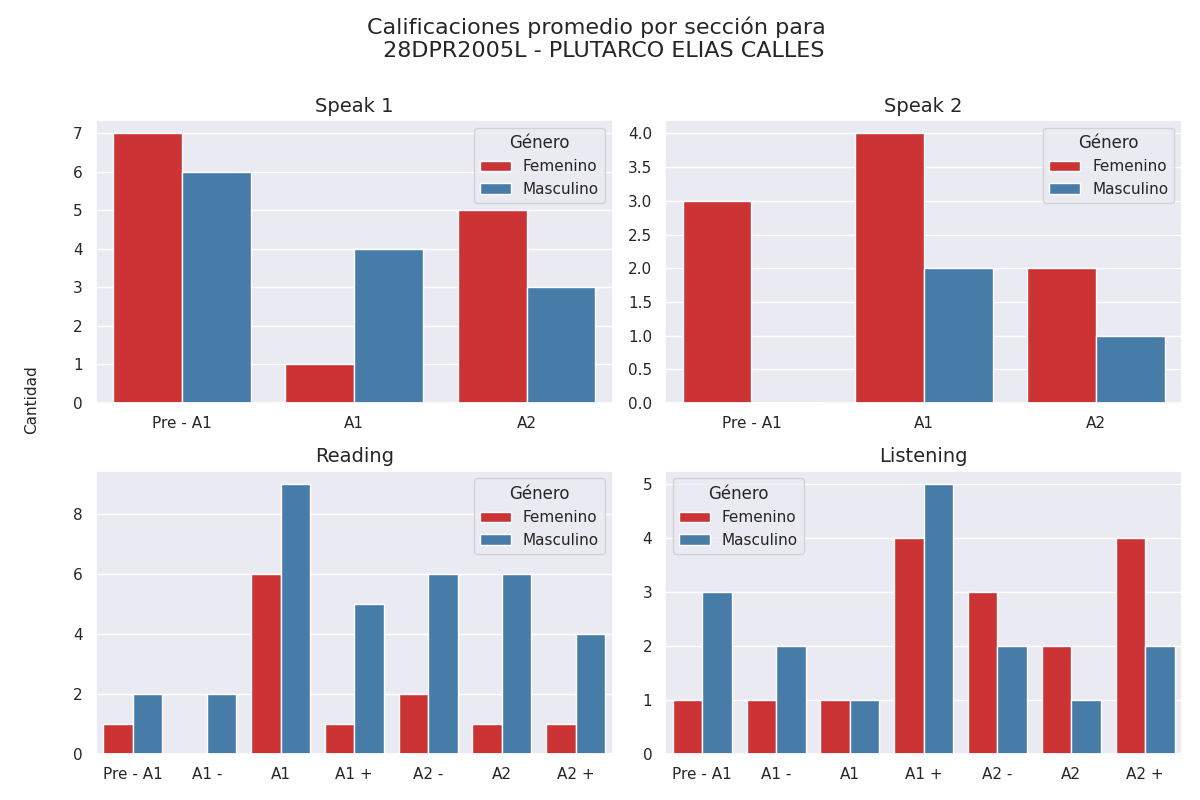 Calificaciones promedio por sección para
28DPR2005L - PLUTARCO ELIAS CALLES
Cantidad
Speak 1
7
6
5
4
3
2
1
0
Pre - A1 A1 A2
Género
Femenino
Masculino
Speak 2
4.0
3.5
3.0
2.5
2.0
1.5
1.0
0.5
0.0
Pre - A1 A1 A2
Género
Femenino
Masculino
Reading
8
6
4
2
0
Pre - A1 A1 - A1 A1 + A2 - A2 A2 +
Género
Femenino
Masculino
Listening
5
4
3
2
1
0
Pre - A1 A1 - A1 A1 + A2 - A2 A2 +
Género
Femenino
Masculino